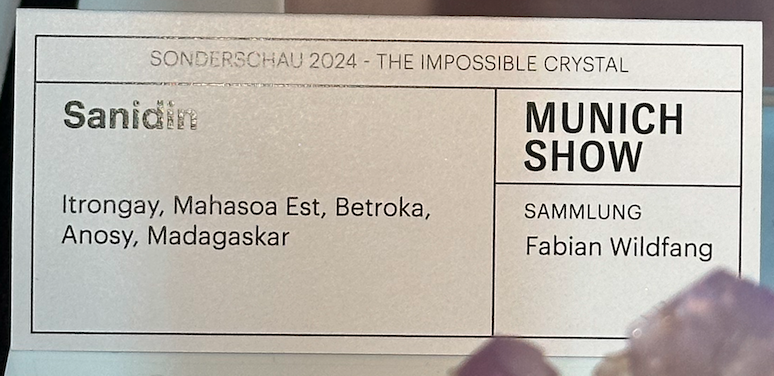 SONDERSCHAU 2024 - THE IMPOSSIBLE CRYSTAL
Sanidin
Itrongay, Mahasoa Est, Betroka,
Anosy, Madagaskar
MUNICH
SHOW
SAMMLUNG
Fabian Wildfang